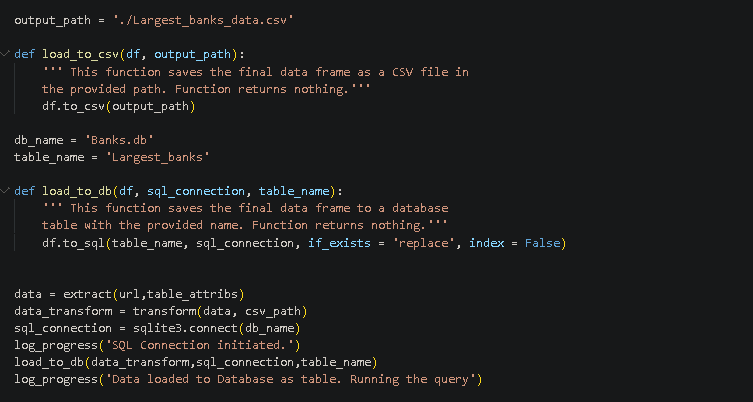 output_path = './Largest_banks_data.csv'
def load_to_csv(df, output_path):
''' This function saves the final data frame as a CSV file in
the provided path. Function returns nothing.'''
df.to_csv(output_path)
db_name = 'Banks.db'
table_name = 'Largest_banks'
def load_to_db(df, sql_connection, table_name):
''' This function saves the final data frame to a database
table with the provided name. Function returns nothing.'''
df.to_sql(table_name, sql_connection, if_exists = 'replace', index = False)
data = extract(url,table_attribs)
data_transform = transform(data, csv_path)
sql_connection = sqlite3.connect(db_name)
log_progress('SQL Connection initiated.')
load_to_db(data_transform,sql_connection,table_name)
log_progress('Data loaded to Database as table. Running the query')